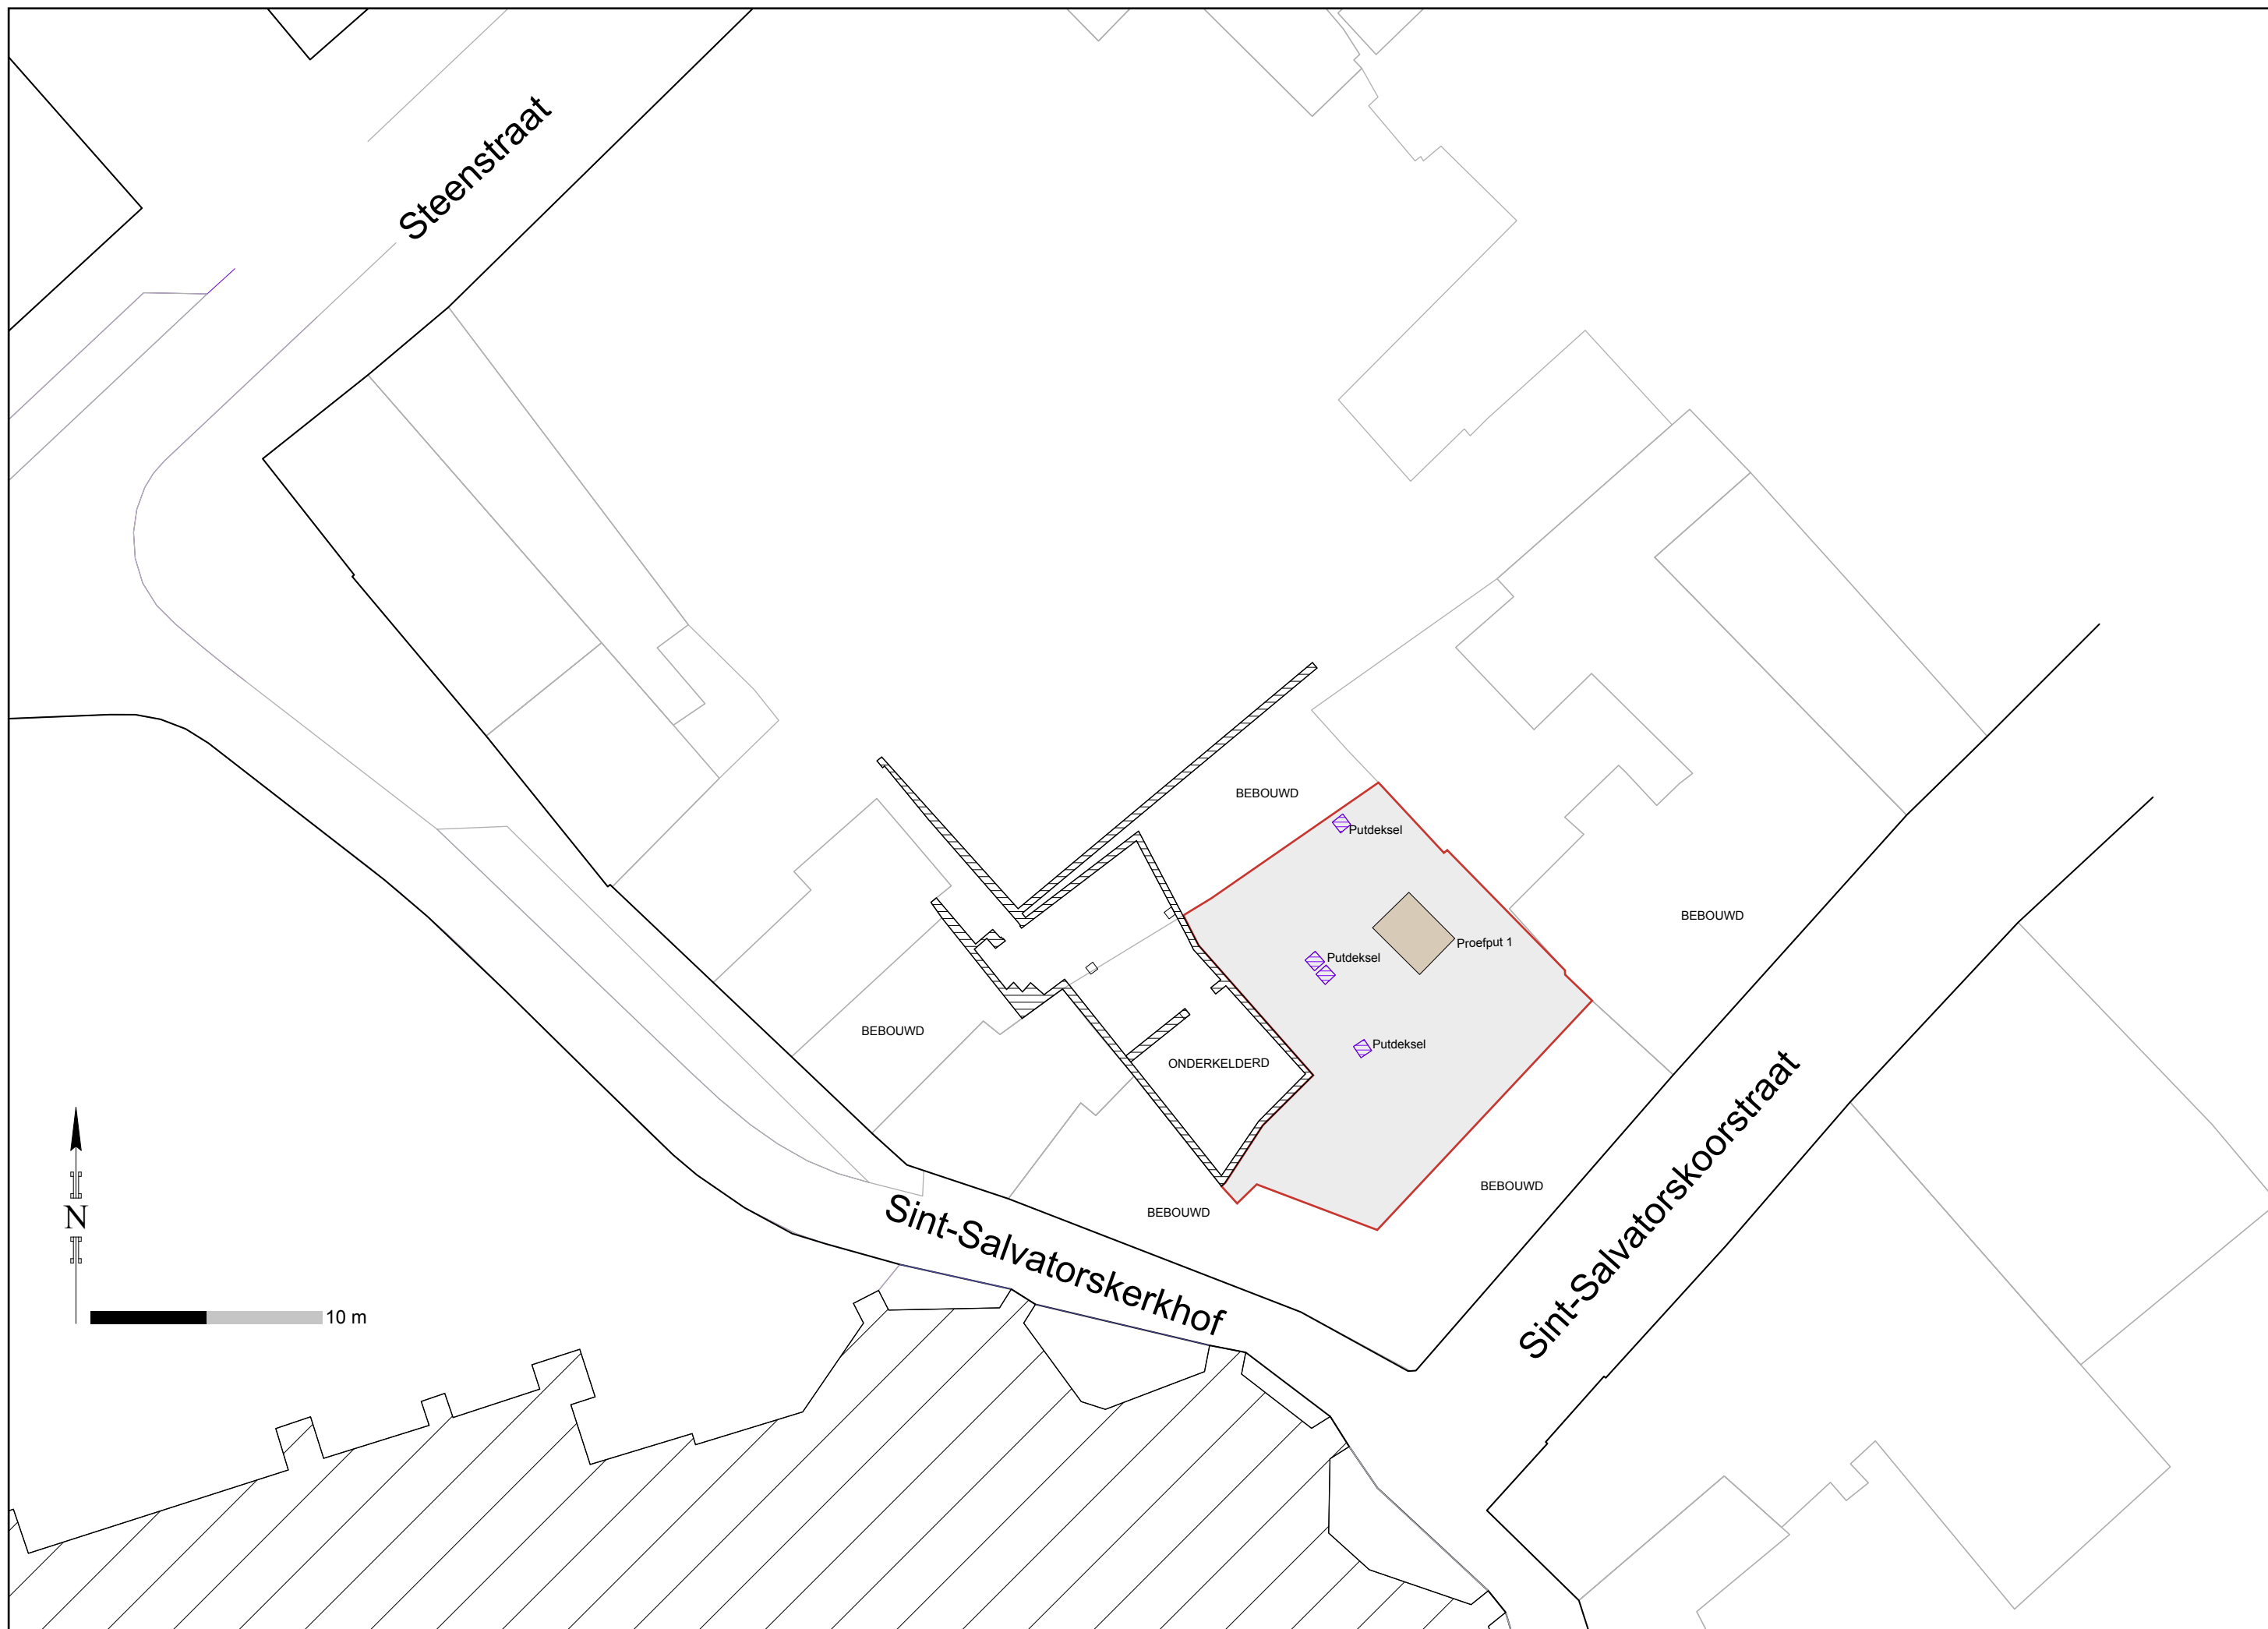 Steenstraat
BEBOUWD
Putdeksel
BEBOUWD
Proefput 1
Putdeksel
BEBOUWD
Putdeksel
ONDERKELDERD
BEBOUWD
BEBOUWD
Sint-Salvatorskerkhof
Sint-Salvatorskoorstraat
N
10 m